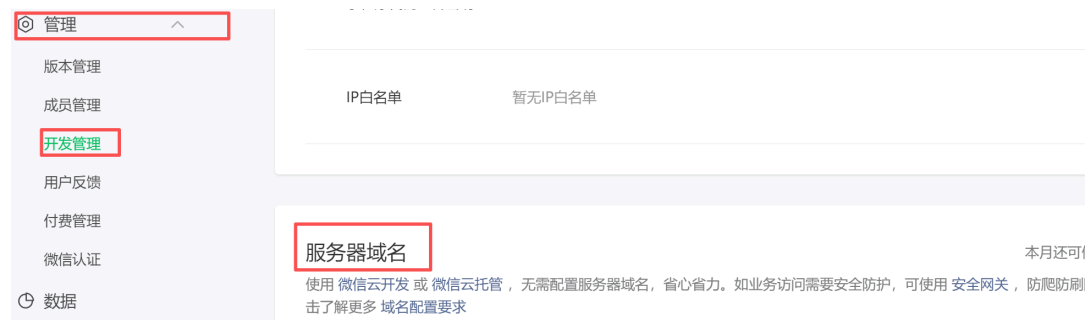 管理
版本管理
成员管理
开发管理
用户反馈
付费管理
微信认证
数据
IP白名单 暂无IP白名单
服务器域名 本月还可
使用 微信云开发 或 微信云托管 ，无需配置服务器域名，省心省力。如业务访问需要安全防护，可使用 安全网关 ，防爬防刷
击了解更多 域名配置要求